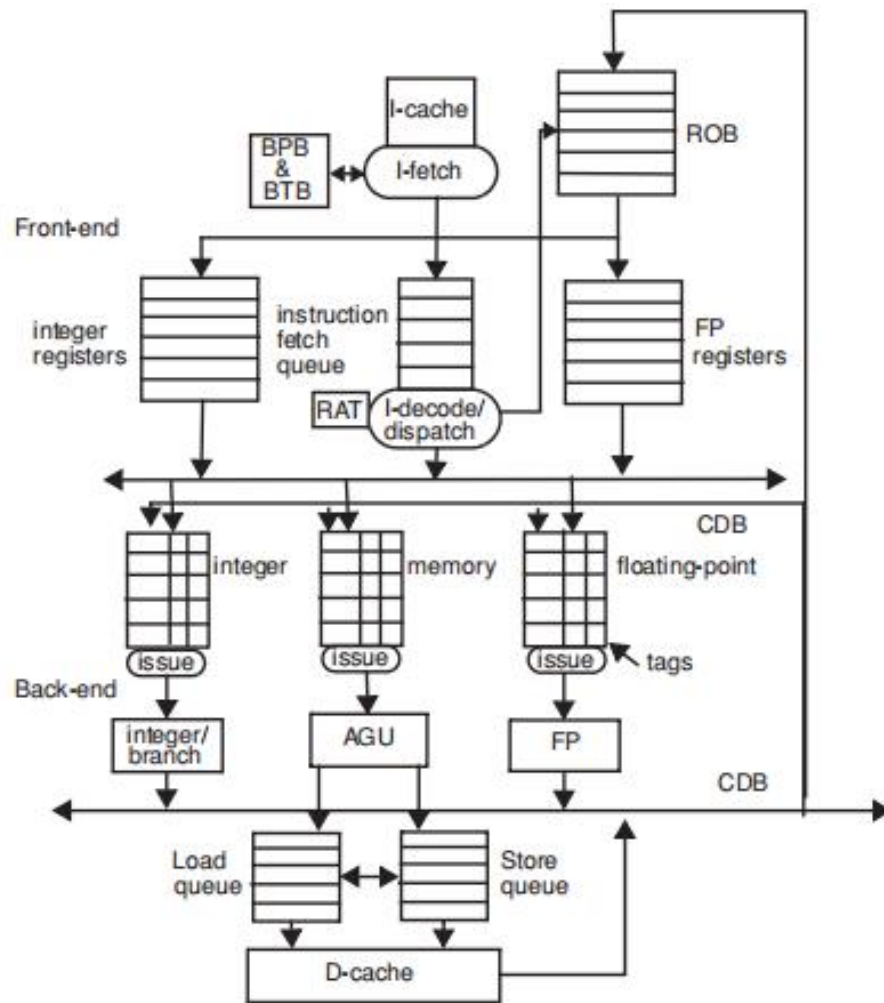 I-cache
ROB
BPB
&
BTB
I-fetch
Front-end
integer
registers
instruction
fetch
queue
FP
registers
RAT
I-decode/
dispatch
CDB
integer
memory
floating-point
issue
issue
issue
tags
Back-end
integer/
branch
AGU
FP
CDB
Load
queue
Store
queue
D-cache